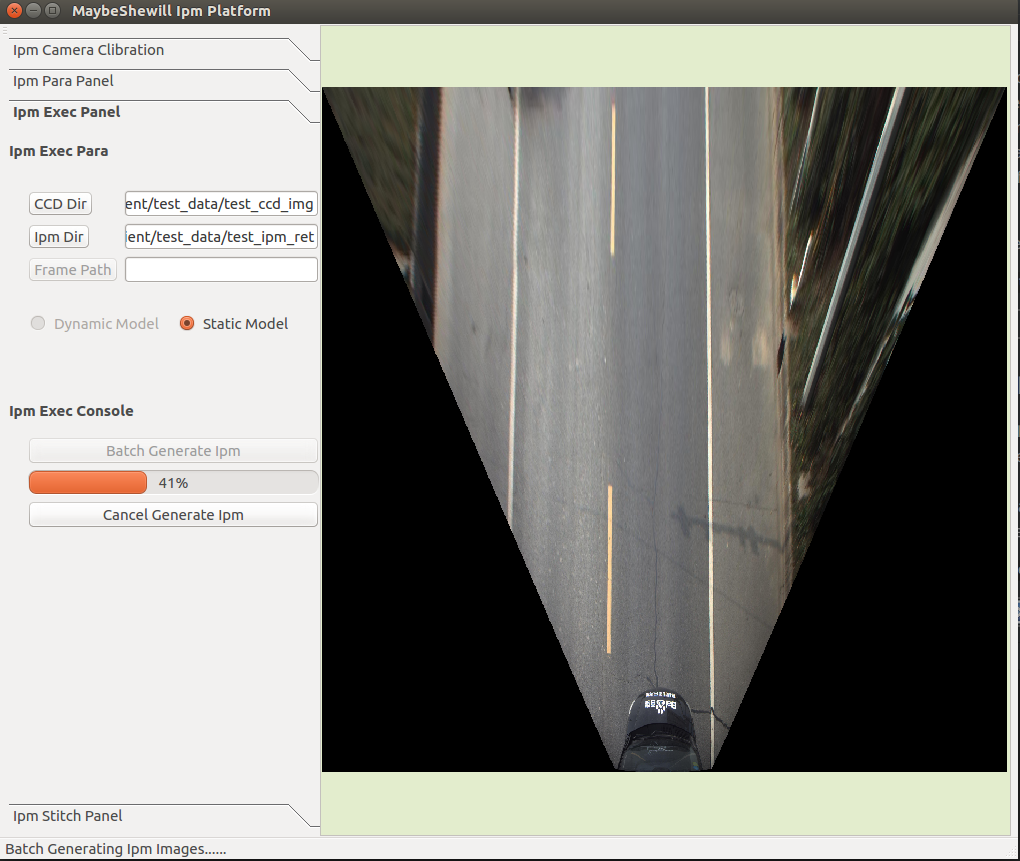 MaybeShewill Ipm Platform
Ipm Camera Clibration
Ipm Para Panel
Ipm Exec Panel
Ipm Exec Para
CCD Dir ent/test_data/test_ccd_img
Ipm Dir ient/test_data/test_ipm_ret
Frame Path
Dynamic Model Static Model
Ipm Exec Console
Batch Generate Ipm
41%
Cancel Generate Ipm
Ipm Stitch Panel
Batch Generating Ipm Images......